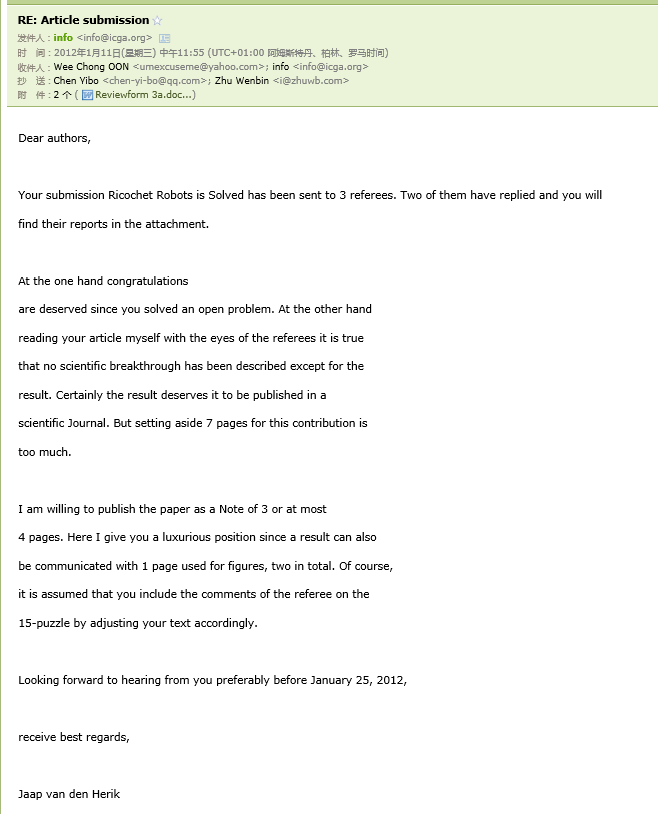 RE: Article submission
发件人：info <info@icga.org>
时　间：2012年1月11日(星期三) 中午11:55 (UTC+01:00 阿姆斯特丹、柏林、罗马时间)
收件人：Wee Chong OON <umexcuseme@yahoo.com>; info <info@icga.org>
抄　送：Chen Yibo <chen-yi-bo@qq.com>; Zhu Wenbin <i@zhuwb.com>
附　件：2 个 ( Reviewform 3a.doc...)
Dear authors,
Your submission Ricochet Robots is Solved has been sent to 3 referees. Two of them have replied and you will
find their reports in the attachment.
At the one hand congratulations
are deserved since you solved an open problem. At the other hand
reading your article myself with the eyes of the referees it is true
that no scientific breakthrough has been described except for the
result. Certainly the result deserves it to be published in a
scientific Journal. But setting aside 7 pages for this contribution is
too much.
I am willing to publish the paper as a Note of 3 or at most
4 pages. Here I give you a luxurious position since a result can also
be communicated with 1 page used for figures, two in total. Of course,
it is assumed that you include the comments of the referee on the
15-puzzle by adjusting your text accordingly.
Looking forward to hearing from you preferably before January 25, 2012,
receive best regards,
Jaap van den Herik